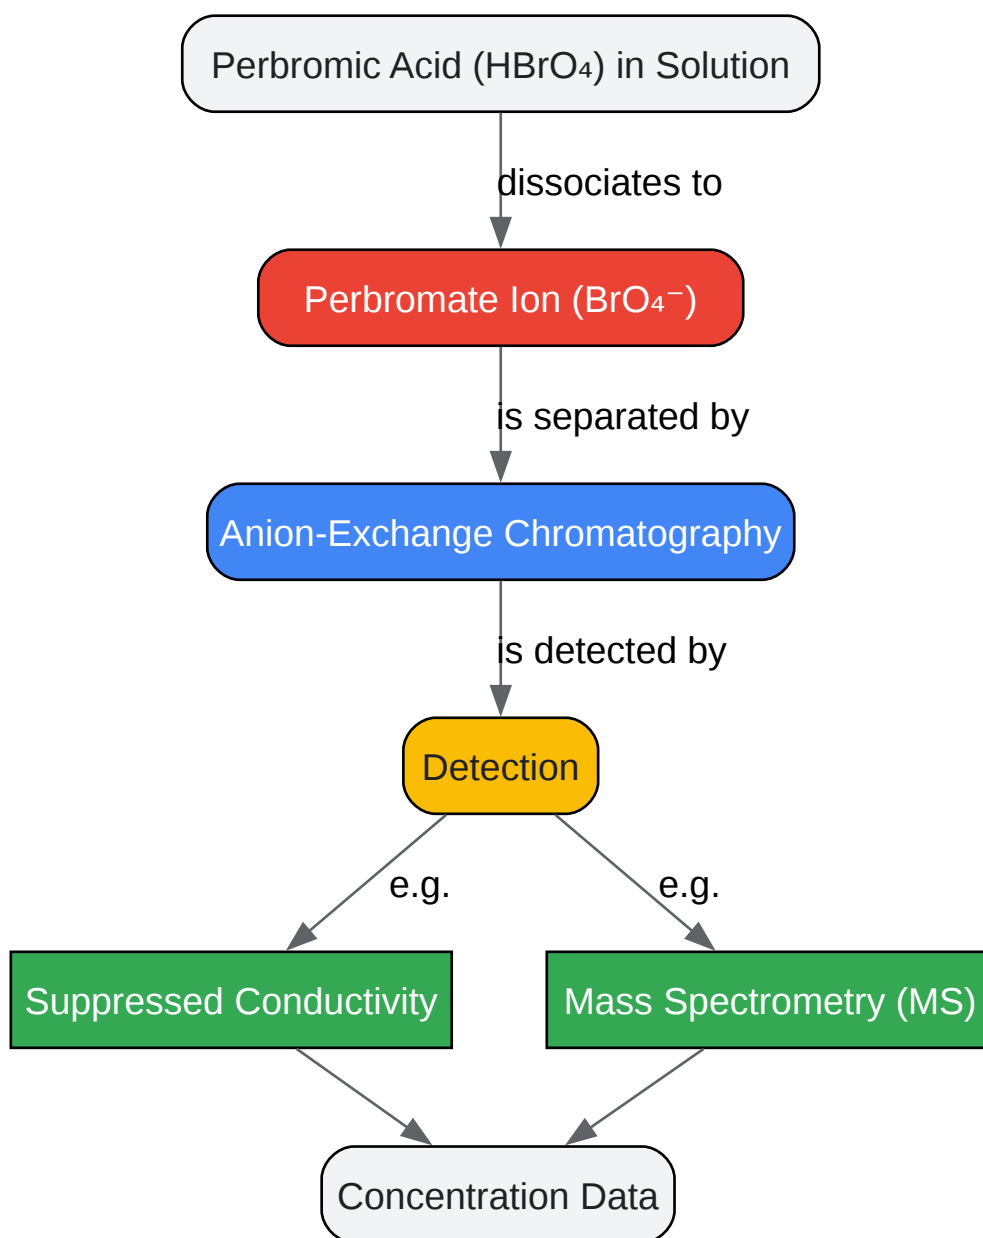 Perbromic Acid (HBrO₄) in Solution
dissociates to
Perbromate Ion (BrO₄⁻)
is separated by
Anion-Exchange Chromatography
is detected by
Detection
e.g. e.g.
Suppressed Conductivity Mass Spectrometry (MS)
Concentration Data